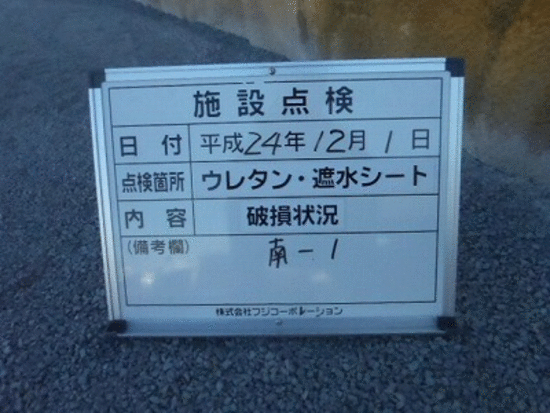 施設点検
日付 平成24年12月1日
点検箇所 ウレタン・遮水シート
内容 破損状況
(備考欄) 南-1
株式会社フジコーポレーション